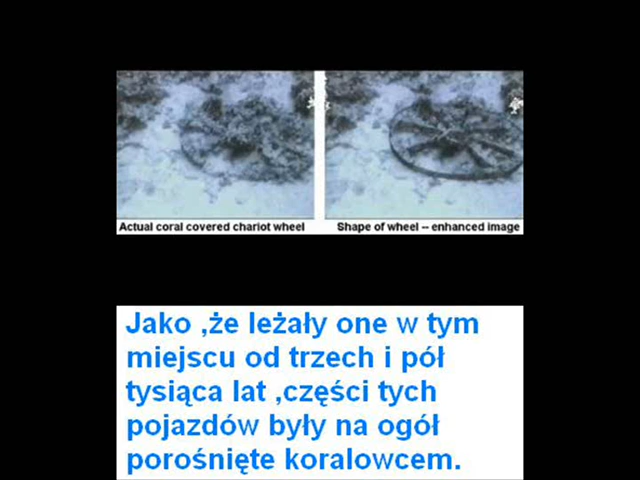 Actual coral covered chariot wheel
Shape of wheel -- enhanced image
Jako ,że leżały one w tym
miejscu od trzech i pół
tysiąca lat ,części tych
pojazdów były na ogół
porośnięte koralowcem.